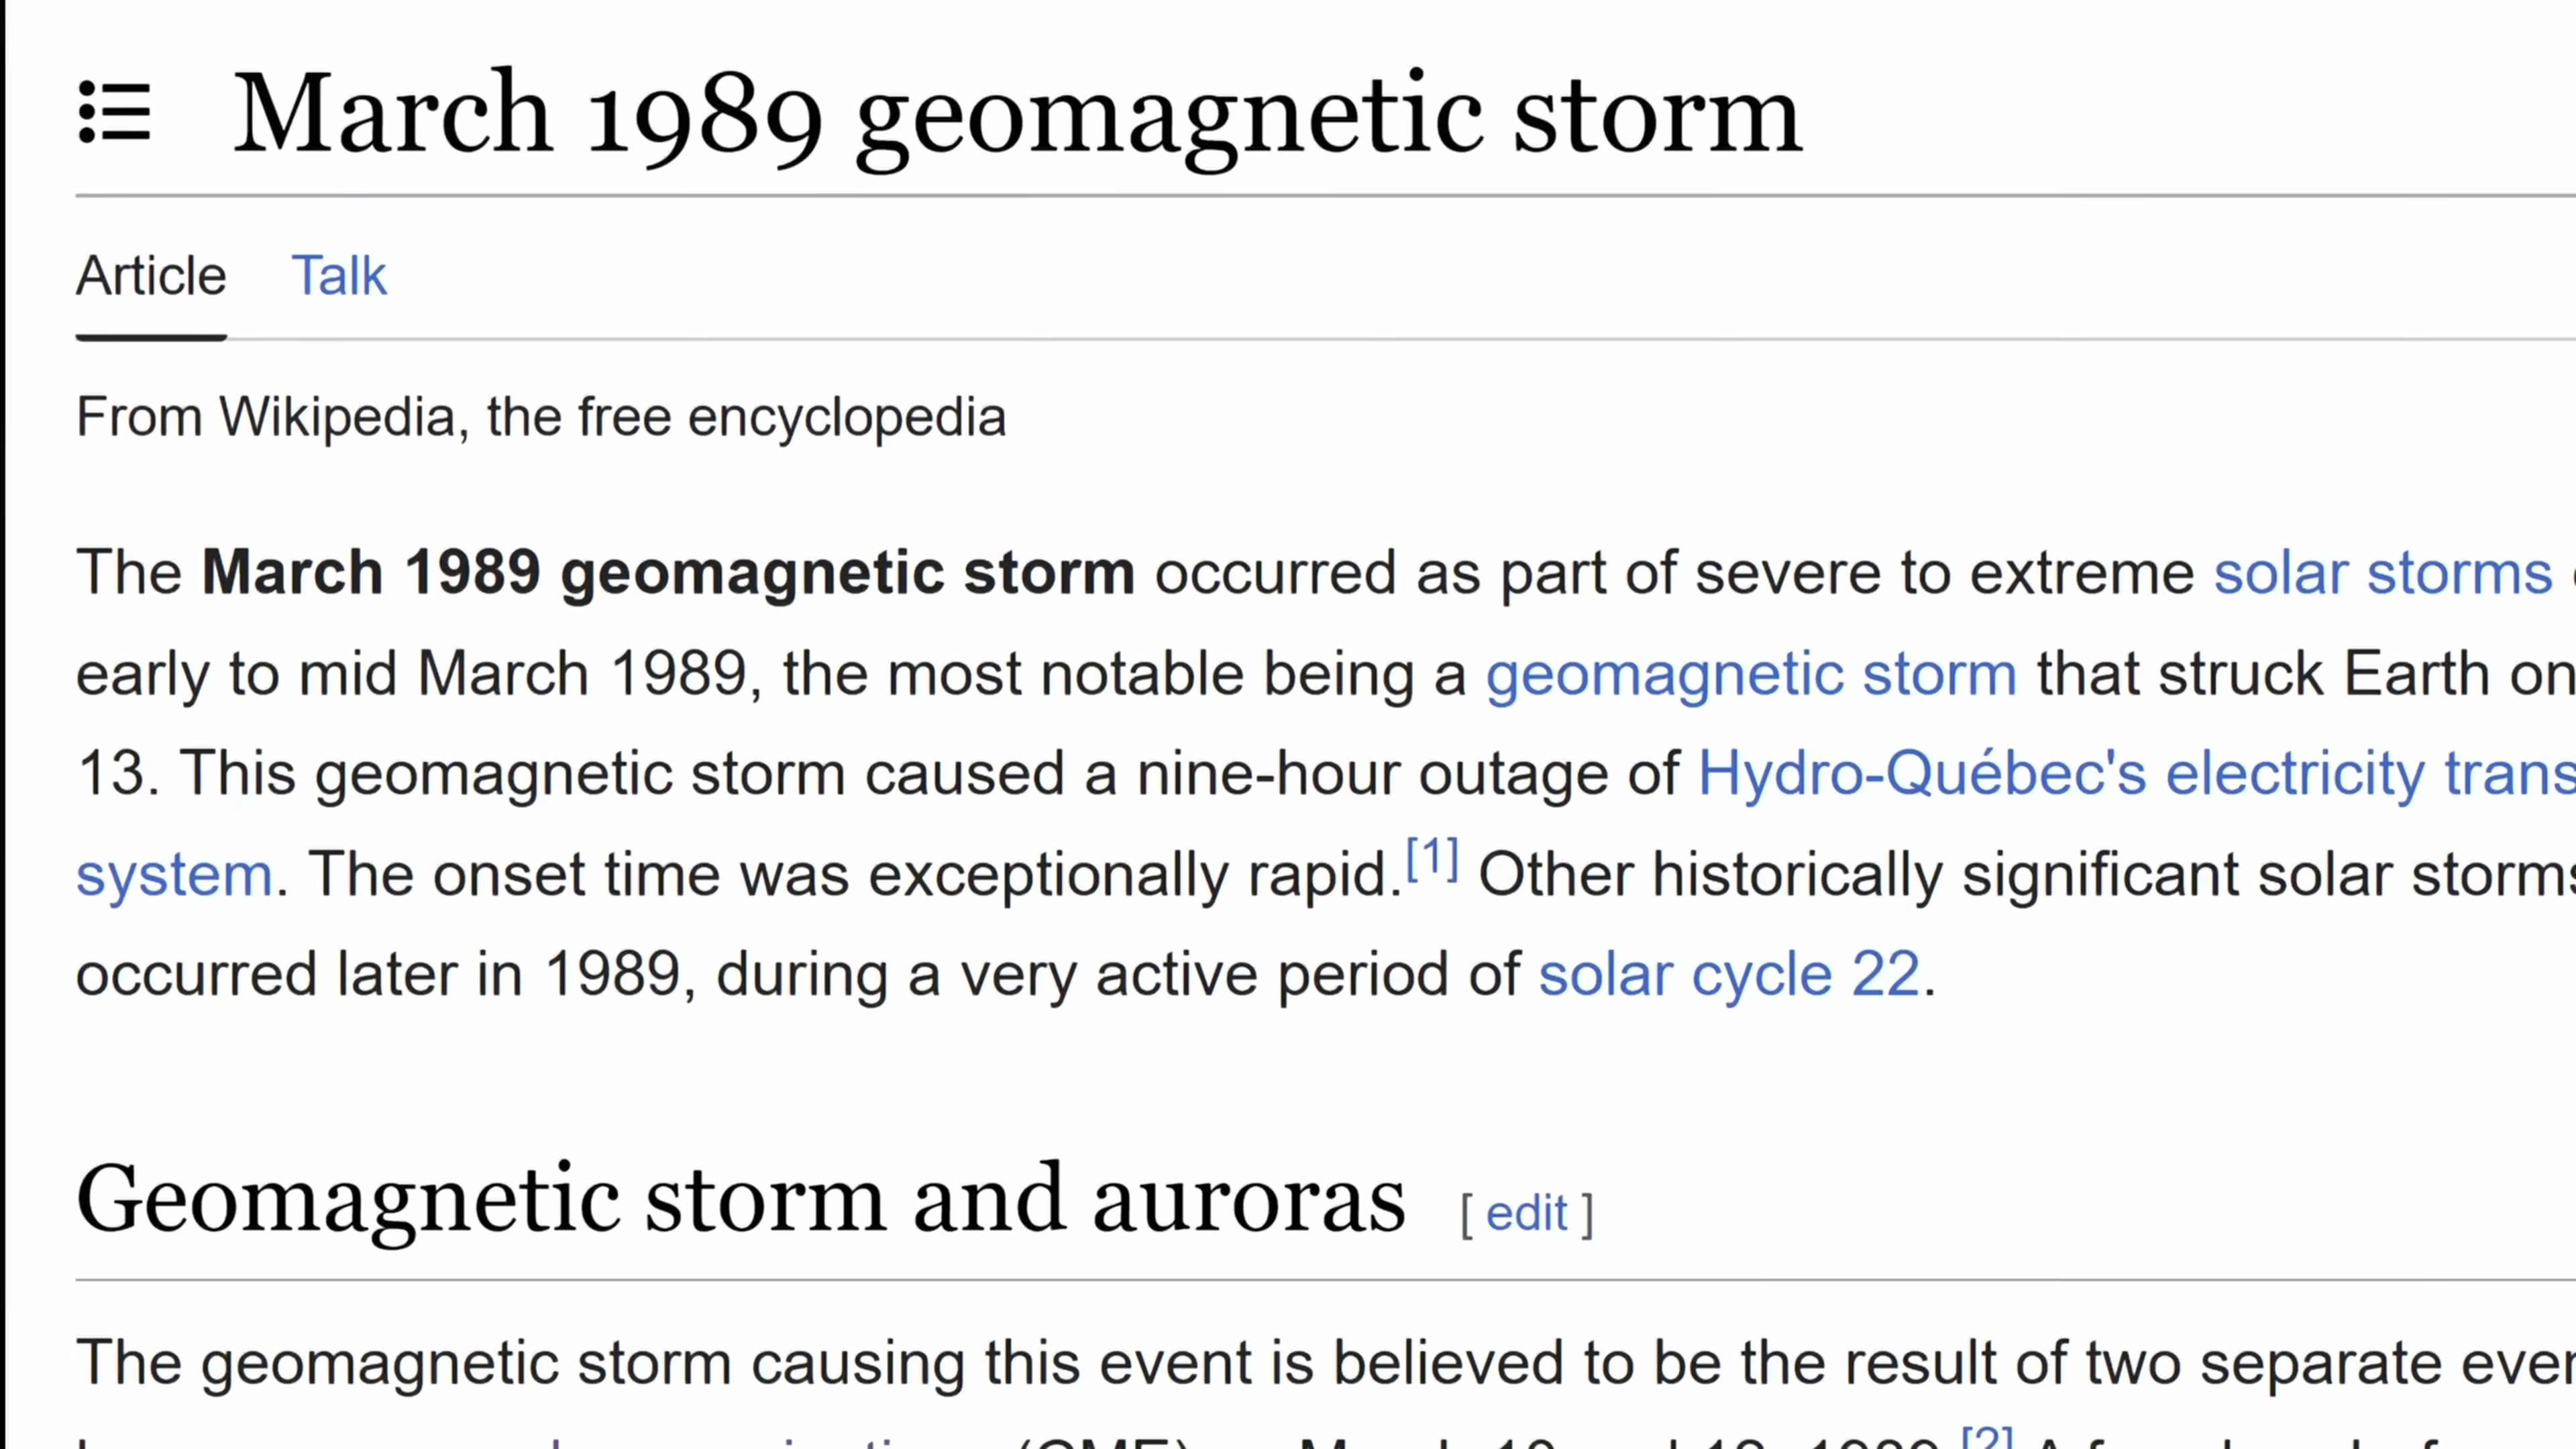 March 1989 geomagnetic storm
Article Talk
From Wikipedia, the free encyclopedia
The March 1989 geomagnetic storm occurred as part of severe to extreme solar storms
early to mid March 1989, the most notable being a geomagnetic storm that struck Earth on
13. This geomagnetic storm caused a nine-hour outage of Hydro-Québec's electricity trans
system. The onset time was exceptionally rapid.[1] Other historically significant solar storms
occurred later in 1989, during a very active period of solar cycle 22.
Geomagnetic storm and auroras [ edit ]
The geomagnetic storm causing this event is believed to be the result of two separate even